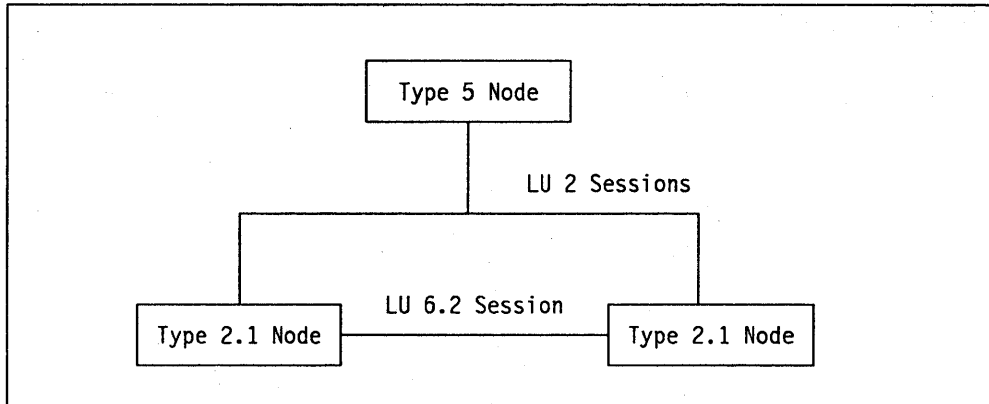 Type 5 Node
LU 2 Sessions
LU 6.2 Session
Type 2.1 Node
Type 2.1 Node